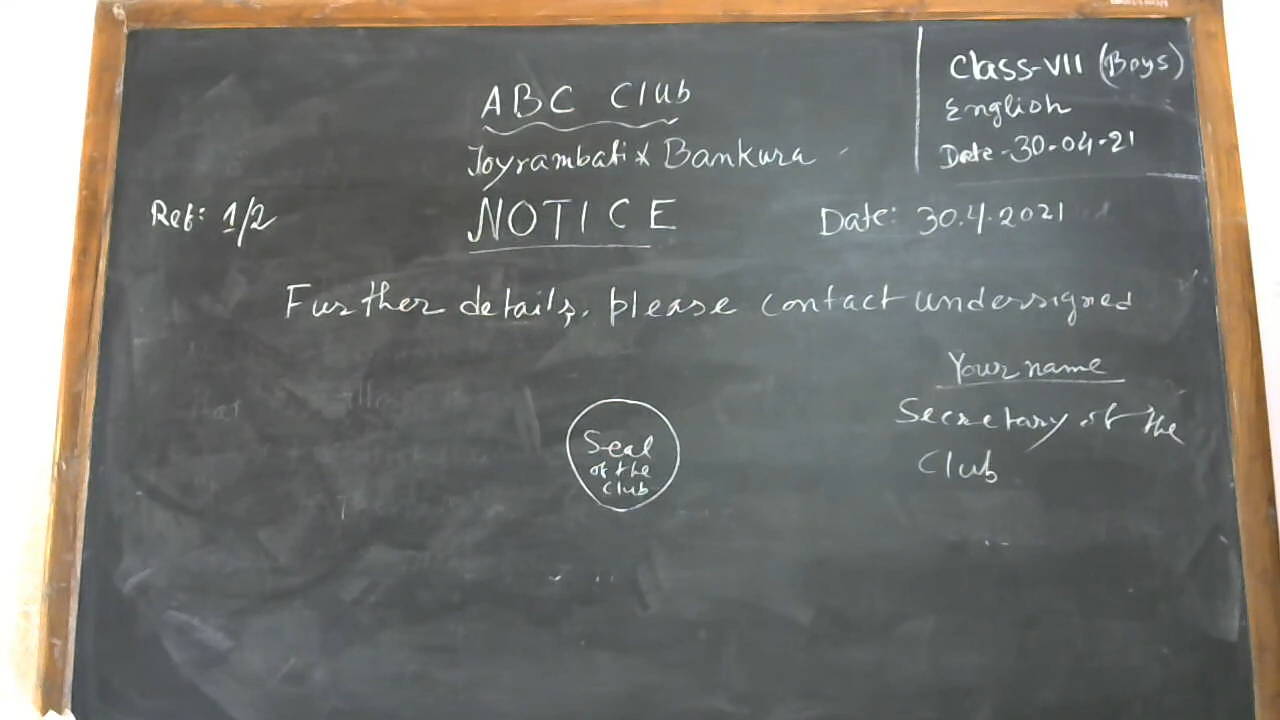 Class-VII (Boys)
English
Date-30-04-21
ABC Club
Joyrambati * Bankura
Ref: 1/2
NOTICE
Date: 30.4.2021
Further details, please contact undersigned
Your name
Secretary of the
Club
Seal
of the
Club